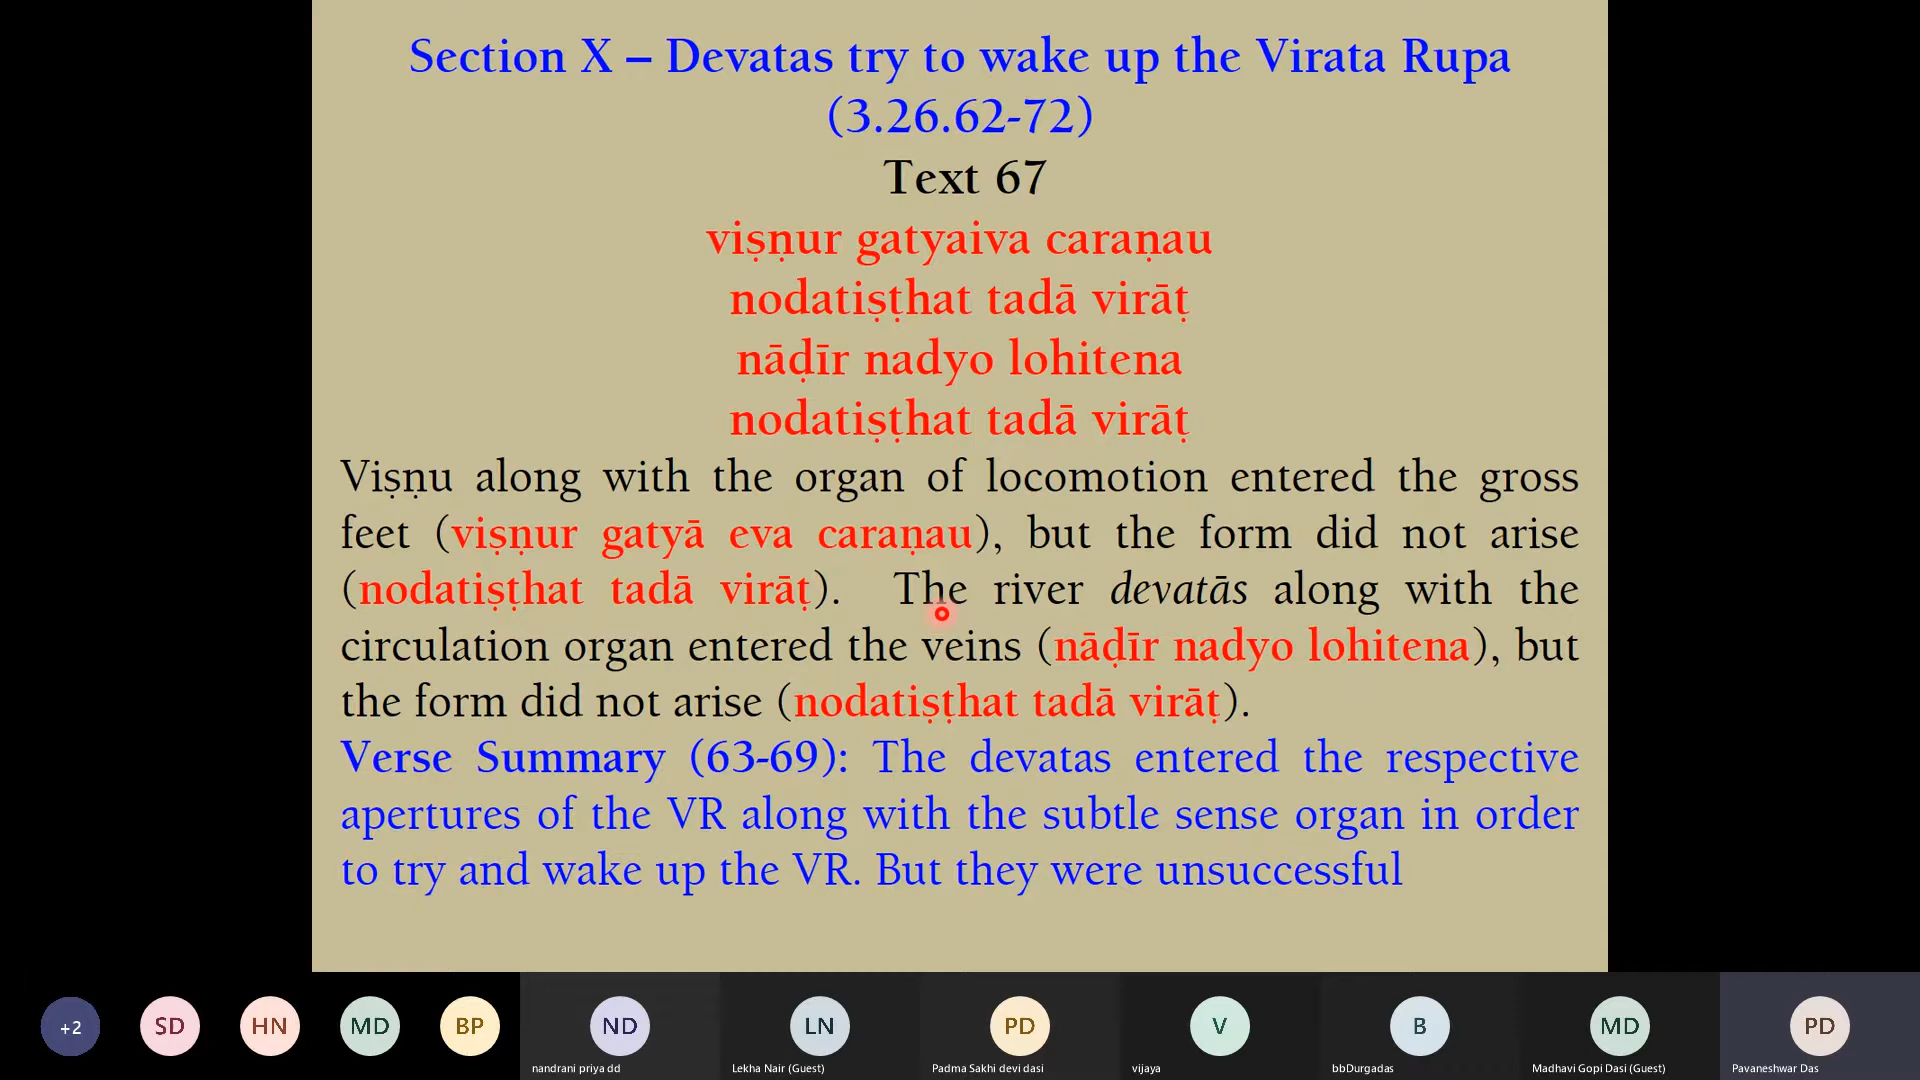 Section X – Devatas try to wake up the Virata Rupa
(3.26.62-72)
Text 67
viṣṇur gatyaiva caraṇau
nodatiṣṭhat tadā virāṭ
nāḍīr nadyo lohitena
nodatiṣṭhat tadā virāṭ
Viṣṇu along with the organ of locomotion entered the gross
feet (viṣṇur gatyā eva caraṇau), but the form did not arise
(nodatiṣṭhat tadā virāṭ). The river devatās along with the
circulation organ entered the veins (nāḍīr nadyo lohitena), but
the form did not arise (nodatiṣṭhat tadā virāṭ).
Verse Summary (63-69): The devatas entered the respective
apertures of the VR along with the subtle sense organ in order
to try and wake up the VR. But they were unsuccessful
+2 SD HN MD BP ND LN PD V B MD PD
nandrani priya dd Lekha Nair (Guest) Padma Sakhi devi dasi vijaya bbDurgadas Madhavi Gopi Dasi (Guest) Pavaneshwar Das